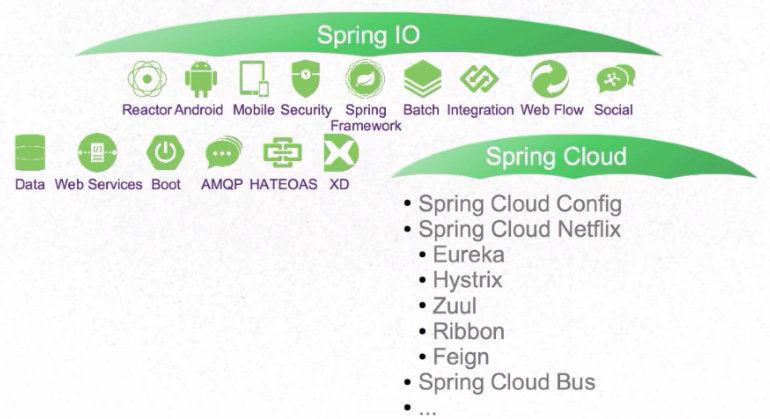 Spring IO
Reactor Android Mobile Security Spring Framework Batch Integration Web Flow Social
Data Web Services Boot AMQP HATEOAS XD
Spring Cloud
• Spring Cloud Config
• Spring Cloud Netflix
• Eureka
• Hystrix
• Zuul
• Ribbon
• Feign
• Spring Cloud Bus
• ...